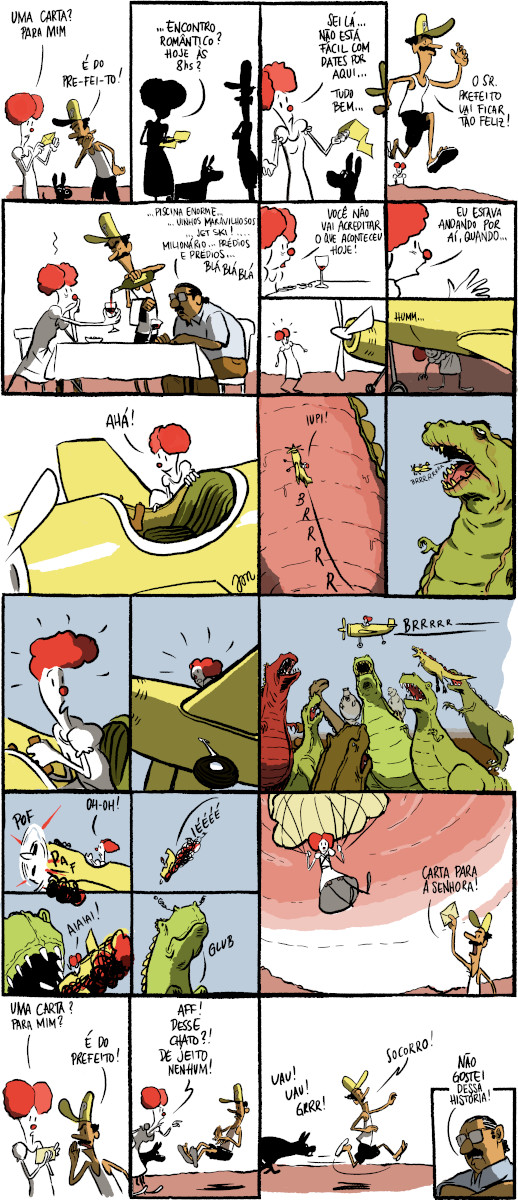 UMA CARTA?
PARA MIM
É DO
PRE-FEI-TO!
...ENCONTRO
ROMÂNTICO?
HOJE ÀS
8hs?
SEI LÁ...
NÃO ESTÁ
FÁCIL COM
DATES POR
AQUI...
TUDO
BEM...
O SR.
PREFEITO
VAI FICAR
TÃO FELIZ!
...PISCINA ENORME...
...VINHOS MARAVILHOSOS
...JET SKI!....
MILIONÁRIO... PRÉDIOS
E PRÉDIOS...
BLÁ BLÁ BLÁ
VOCÊ NÃO
VAI ACREDITAR
O QUE ACONTECEU
HOJE!
EU ESTAVA
ANDANDO POR
AÍ, QUANDO...
HUMM...
AHÁ!
IUPI!
BRRRR
BRRRRRRR
BRRRRR
POF
PAF
OH-OH!
IÉÉÉÉ
CARTA PARA
A SENHORA!
AIAIAI!
GLUB
UMA CARTA?
PARA MIM?
É DO
PREFEITO!
AFF!
DESSE
CHATO?!
DE JEITO
NENHUM!
UAU!
UAU!
GRRR!
SOCORRO!
NÃO
GOSTEI
DESSA
HISTÓRIA!